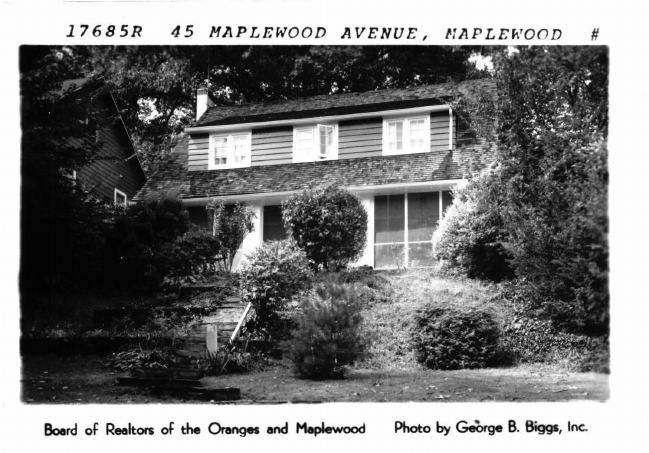 17685R 45 MAPLEWOOD AVENUE, MAPLEWOOD #
Board of Realtors of the Oranges and Maplewood Photo by George B. Biggs, Inc.